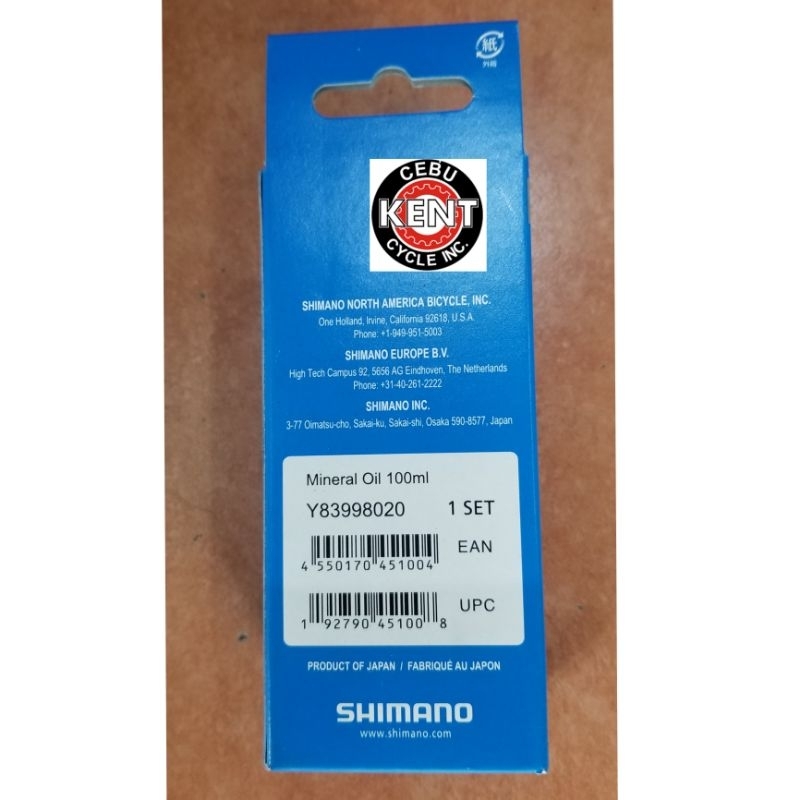 紙
外箱
CEBU
KENT
CYCLE INC.
SHIMANO NORTH AMERICA BICYCLE, INC.
One Holland, Irvine, California 92618, U.S.A.
Phone: +1-949-951-5003
SHIMANO EUROPE B.V.
High Tech Campus 92, 5656 AG Eindhoven, The Netherlands
Phone: +31-40-261-2222
SHIMANO INC.
3-77 Oimatsu-cho, Sakai-ku, Sakai-shi, Osaka 590-8577, Japan
Mineral Oil 100ml
Y83998020 1 SET
EAN
4 550170 451004
UPC
1 92790 45100 8
PRODUCT OF JAPAN / FABRIQUÉ AU JAPON
SHIMANO
www.shimano.com